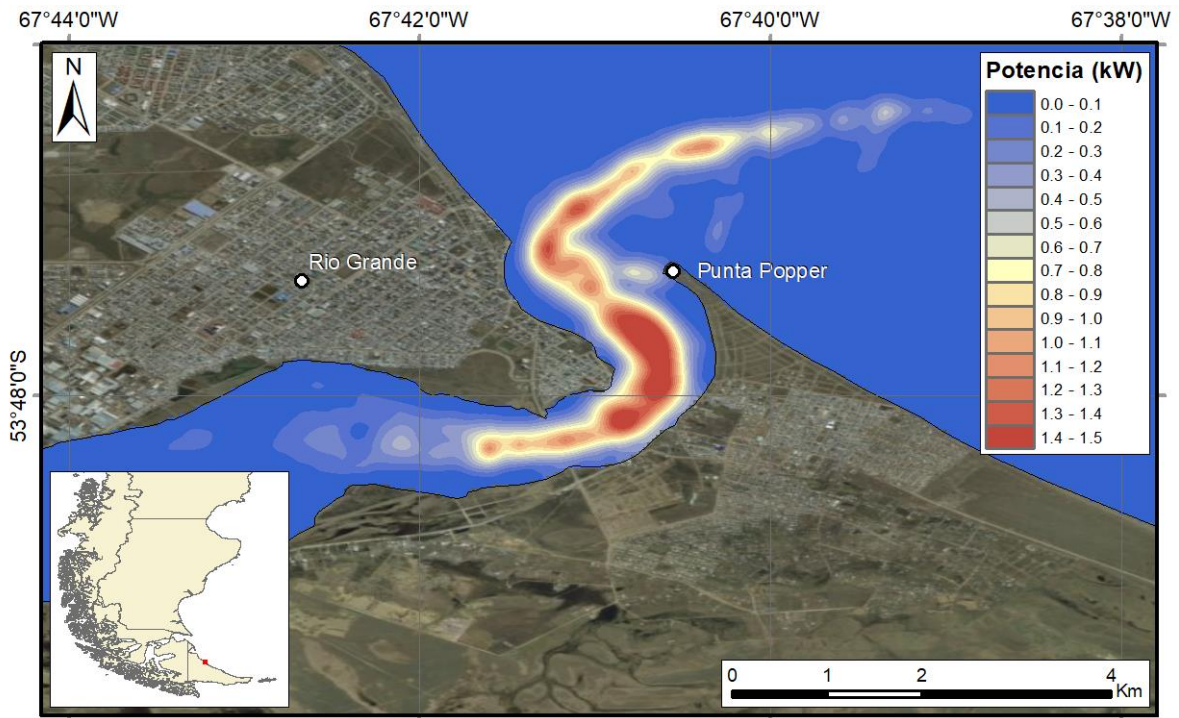 67°44'0"W
67°42'0"W
67°40'0"W
67°38'0"W
N
Potencia (kW)
0.0 - 0.1
0.1 - 0.2
0.2 - 0.3
0.3 - 0.4
0.4 - 0.5
0.5 - 0.6
0.6 - 0.7
0.7 - 0.8
0.8 - 0.9
0.9 - 1.0
1.0 - 1.1
1.1 - 1.2
1.2 - 1.3
1.3 - 1.4
1.4 - 1.5
Rio Grande
Punta Popper
53°48'0"S
0 1 2 4
Km